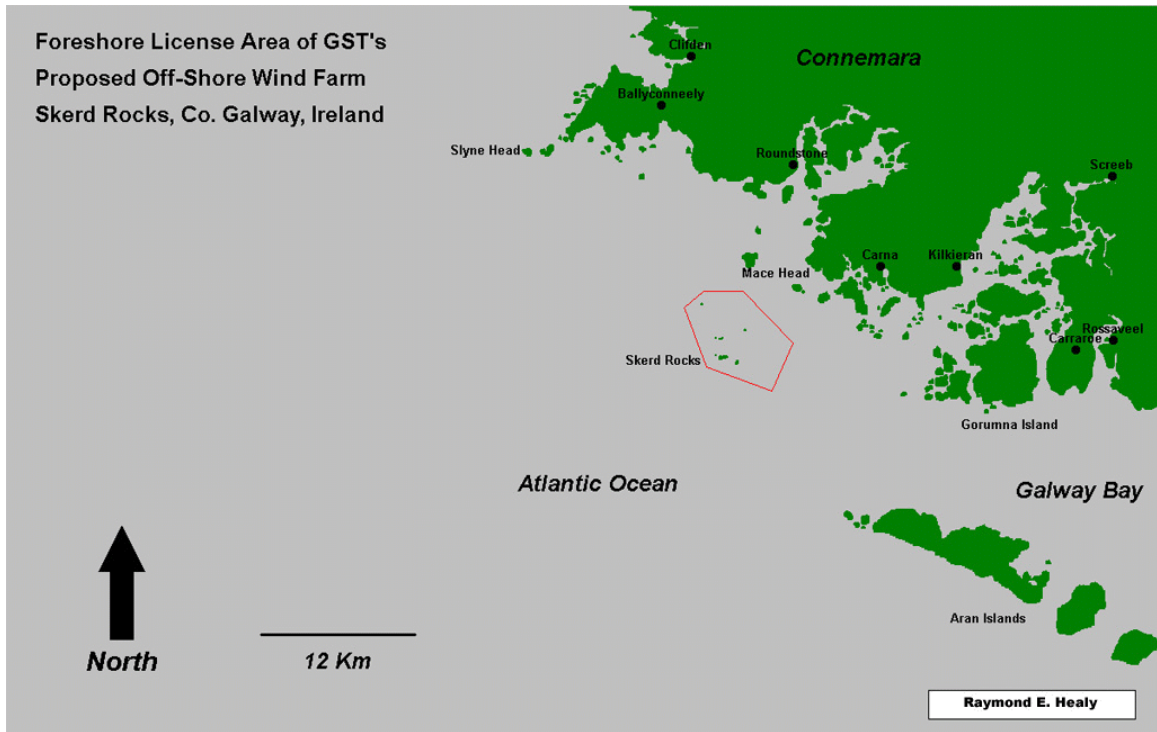 Foreshore License Area of GST's
Proposed Off-Shore Wind Farm
Skerd Rocks, Co. Galway, Ireland
Clifden
Connemara
Ballyconneely
Slyne Head
Roundstone
Screeb
Carna
Kilkieran
Mace Head
Rossaveel
Carraroe
Skerd Rocks
Gorumna Island
Atlantic Ocean
Galway Bay
Aran Islands
North
12 Km
Raymond E. Healy